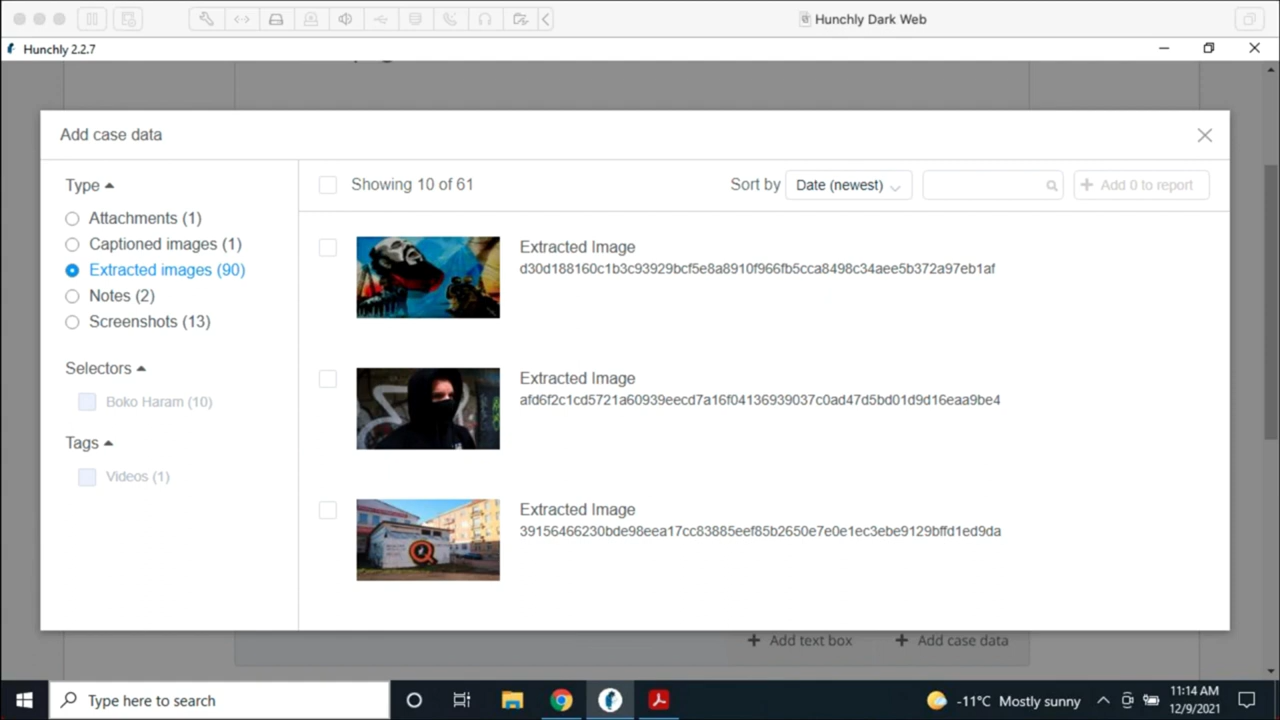 Hunchly Dark Web
Hunchly 2.2.7
Add case data
Type
Showing 10 of 61
Sort by
Date (newest)
Add 0 to report
Attachments (1)
Captioned images (1)
Extracted images (90)
Notes (2)
Screenshots (13)
Selectors
Boko Haram (10)
Tags
Videos (1)
Extracted Image
d30d188160c1b3c93929bcf5e8a8910f966fb5cca8498c34aee5b372a97eb1af
Extracted Image
afd6f2c1cd5721a60939eecd7a16f04136939037c0ad47d5bd01d9d16eaa9be4
Extracted Image
39156466230bde98eea17cc83885eef85b2650e7e0e1ec3ebe9129bffd1ed9da
Add text box
Add case data
Type here to search
-11°C Mostly sunny
11:14 AM
12/9/2021